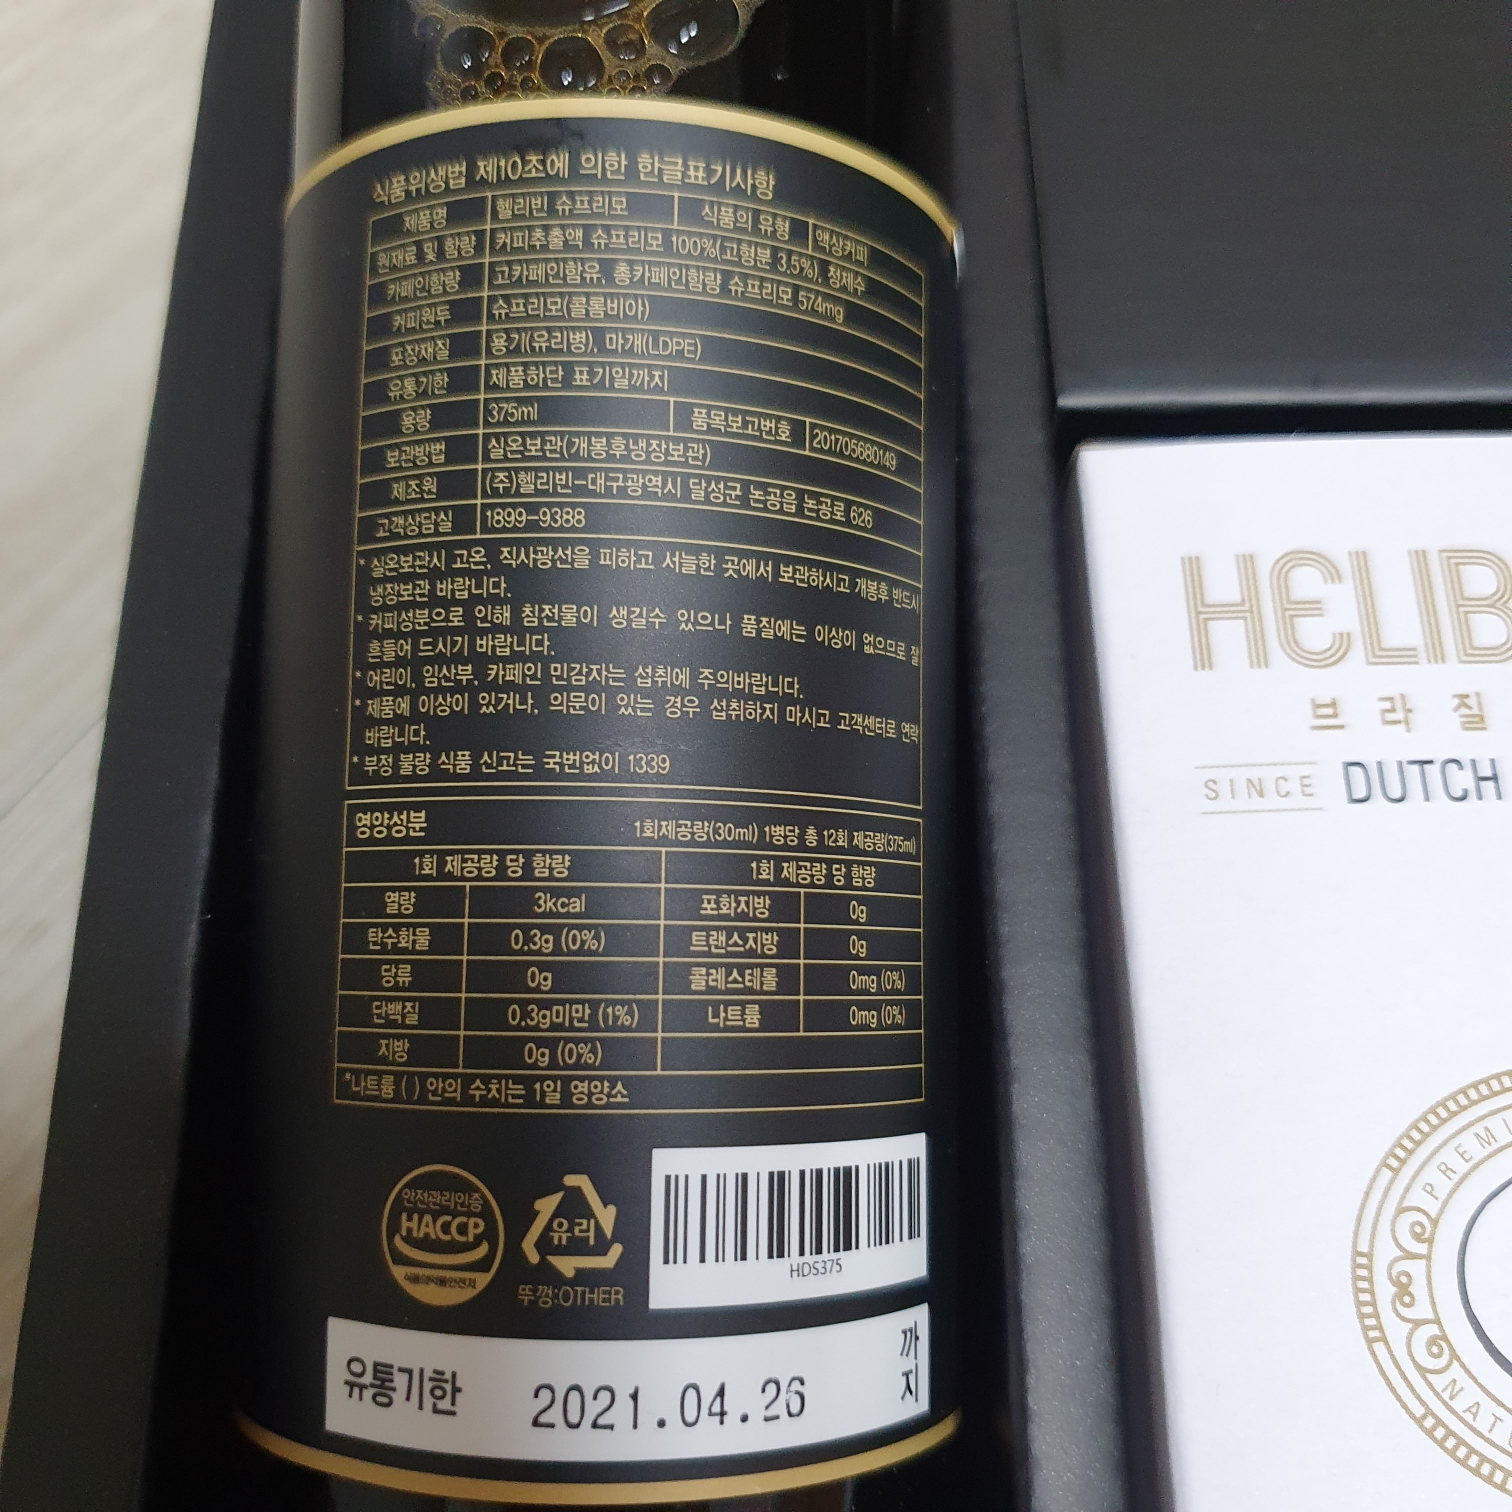 식품위생법 제10조에 의한 한글표기사항
제품명 헬리빈 슈프리모 식품의 유형 액상커피
원재료 및 함량 커피추출액 슈프리모 100%(고형분 3.5%), 정제수
카페인함량 고카페인함유, 총카페인함량 슈프리모 574mg
커피원두 슈프리모(콜롬비아)
포장재질 용기(유리병), 마개(LDPE)
유통기한 제품하단 표기일까지
용량 375ml 품목보고번호 201705680149
보관방법 실온보관(개봉후냉장보관)
제조원 (주)헬리빈-대구광역시 달성군 논공읍 논공로 626
고객상담실 1899-9388
* 실온보관시 고온, 직사광선을 피하고 서늘한 곳에서 보관하시고 개봉후 반드시
냉장보관 바랍니다.
* 커피성분으로 인해 침전물이 생길수 있으나 품질에는 이상이 없으므로 잘
흔들어 드시기 바랍니다.
* 어린이, 임산부, 카페인 민감자는 섭취에 주의바랍니다.
* 제품에 이상이 있거나, 의문이 있는 경우 섭취하지 마시고 고객센터로 연락
바랍니다.
* 부정 불량 식품 신고는 국번없이 1339
영양성분 1회제공량(30ml) 1병당 총 12회 제공량(375ml)
1회 제공량 당 함량 1회 제공량 당 함량
열량 3kcal 포화지방 0g
탄수화물 0.3g (0%) 트랜스지방 0g
당류 0g 콜레스테롤 0mg (0%)
단백질 0.3g미만 (1%) 나트륨 0mg (0%)
지방 0g (0%)
*나트륨 ( ) 안의 수치는 1일 영양소
안전관리인증
HACCP
식품의약품안전처
유리
뚜껑:OTHER
HDS375
유통기한 2021.04.26 까지
HELIB
브라질
SINCE DUTCH
PREMI
NATU